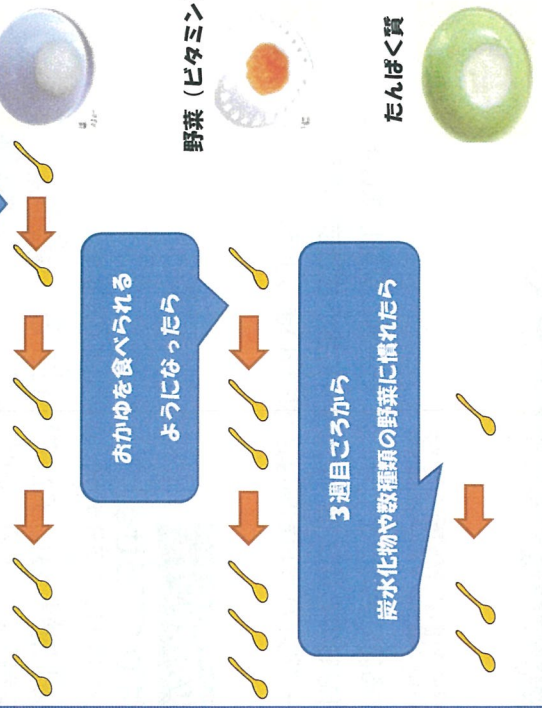 おかゆを食べられる
ようになったら
野菜（ビタミン
3週目ごろから
炭水化物や数種類の野菜に慣れたら
たんぱく質